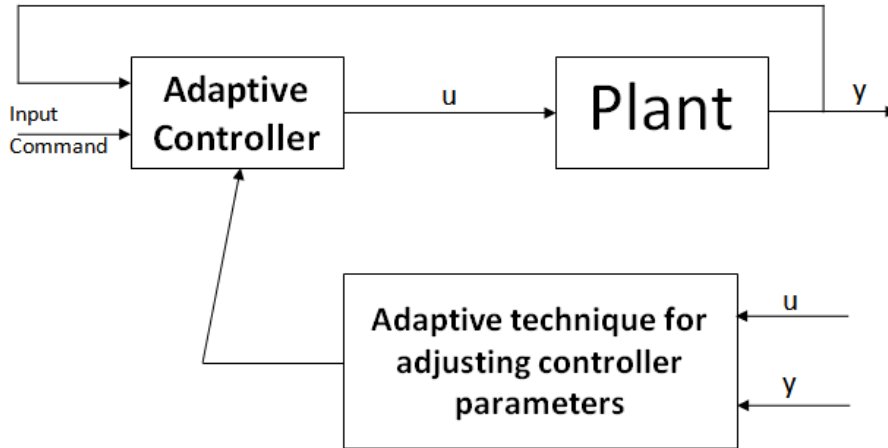 Adaptive
Controller
u
Plant
y
Input
Command
Adaptive technique for
adjusting controller
parameters
u
y